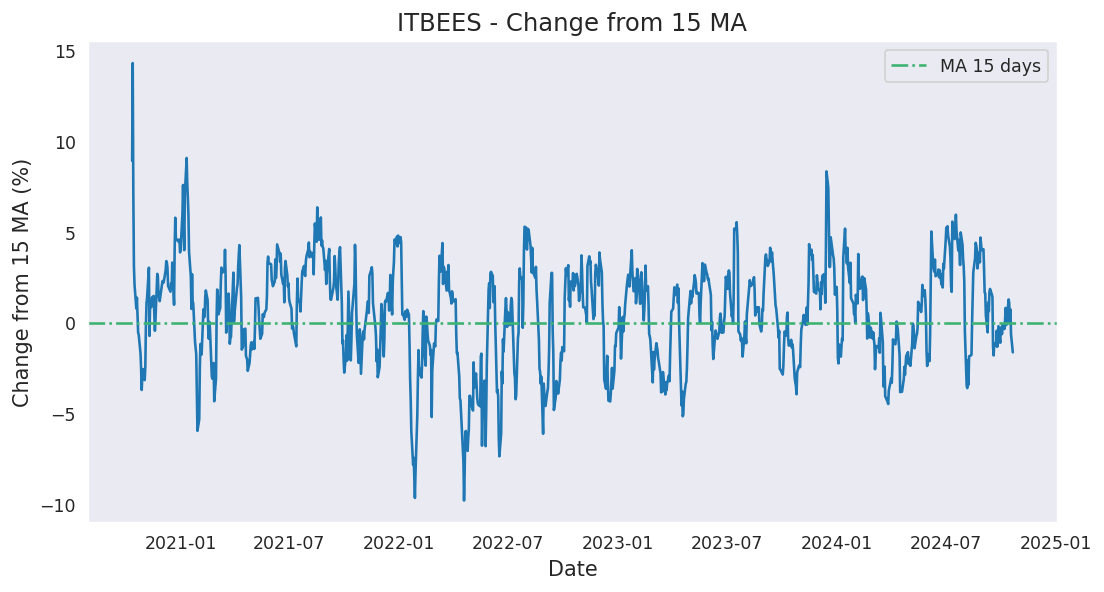 ITBEES - Change from 15 MA
MA 15 days
15
10
5
0
−5
−10
Change from 15 MA (%)
2021-01 2021-07 2022-01 2022-07 2023-01 2023-07 2024-01 2024-07 2025-01
Date